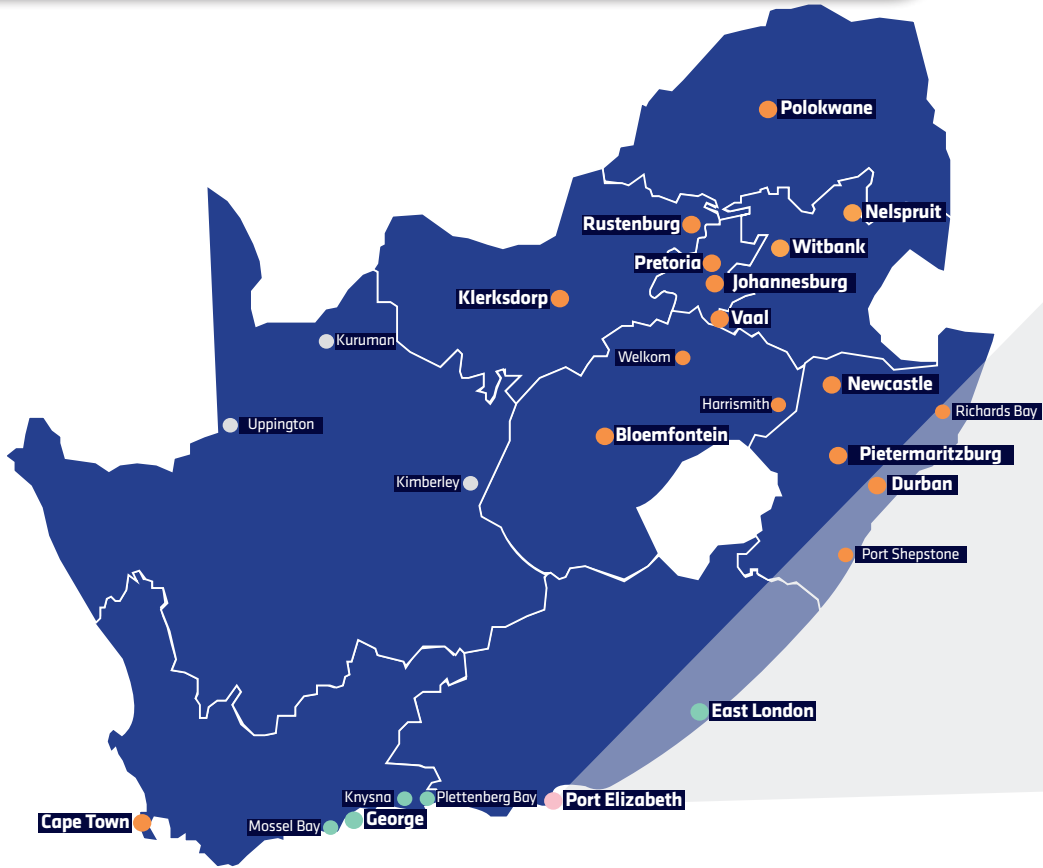 Polokwane
Nelspruit
Rustenburg
Witbank
Pretoria
Johannesburg
Klerksdorp
Vaal
Kuruman
Welkom
Newcastle
Harrismith
Richards Bay
Uppington
Bloemfontein
Pietermaritzburg
Kimberley
Durban
Port Shepstone
East London
Knysna
Plettenberg Bay
Port Elizabeth
George
Cape Town
Mossel Bay